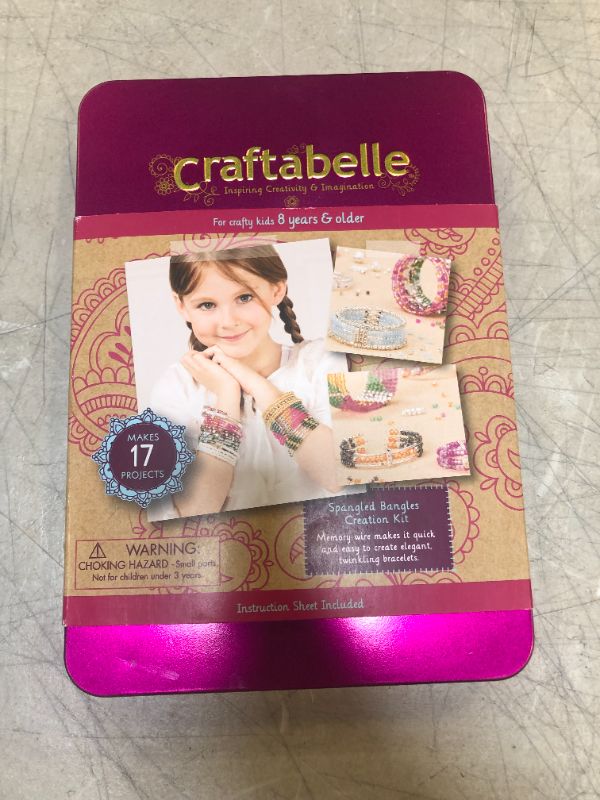 Craftabelle
Inspiring Creativity & Imagination
For crafty kids 8 years & older
MAKES
17
PROJECTS
Spangled Bangles
Creation Kit
Memory wire makes it quick
and easy to create elegant,
twinkling bracelets.
WARNING:
CHOKING HAZARD - Small parts
Not for children under 3 years.
Instruction Sheet Included